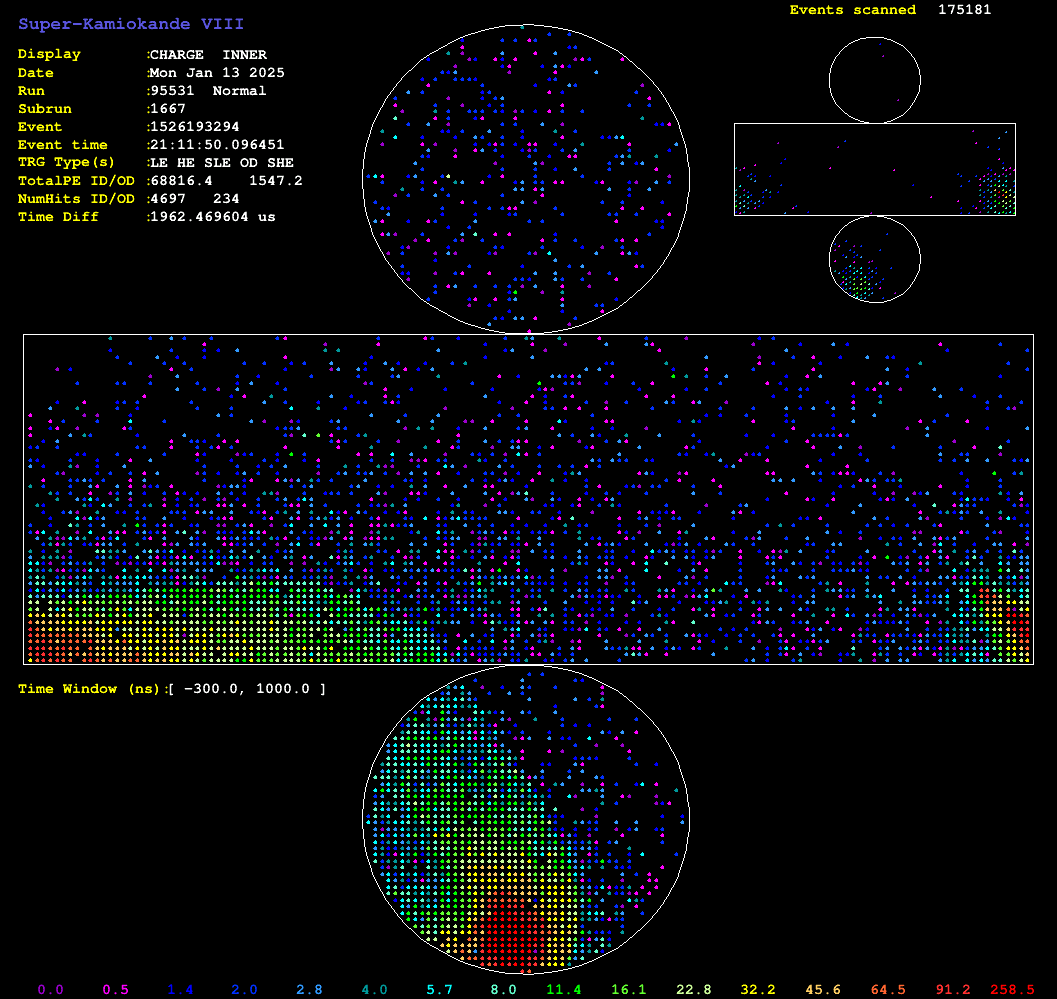 Super-Kamiokande VIII
Events scanned 175181
Display :CHARGE INNER
Date :Mon Jan 13 2025
Run :95531 Normal
Subrun :1667
Event :1526193294
Event time :21:11:50.096451
TRG Type(s) :LE HE SLE OD SHE
TotalPE ID/OD :68816.4 1547.2
NumHits ID/OD :4697 234
Time Diff :1962.469604 us
Time Window (ns):[ -300.0, 1000.0 ]
0.0 0.5 1.4 2.0 2.8 4.0 5.7 8.0 11.4 16.1 22.8 32.2 45.6 64.5 91.2 258.5